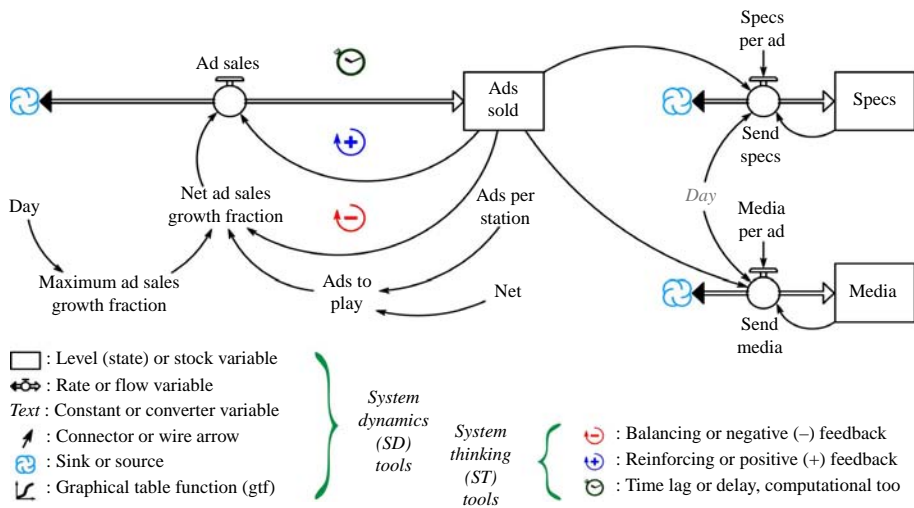 Ad sales
Ads
sold
Specs
per ad
Specs
Send
specs
Day
Net ad sales
growth fraction
Ads per
station
Day
Media
per ad
Maximum ad sales
growth fraction
Ads to
play
Net
Media
Send
media
: Level (state) or stock variable
: Rate or flow variable
Text : Constant or converter variable
: Connector or wire arrow
: Sink or source
: Graphical table function (gtf)
System
dynamics
(SD)
tools
System
thinking
(ST)
tools
: Balancing or negative (–) feedback
: Reinforcing or positive (+) feedback
: Time lag or delay, computational too